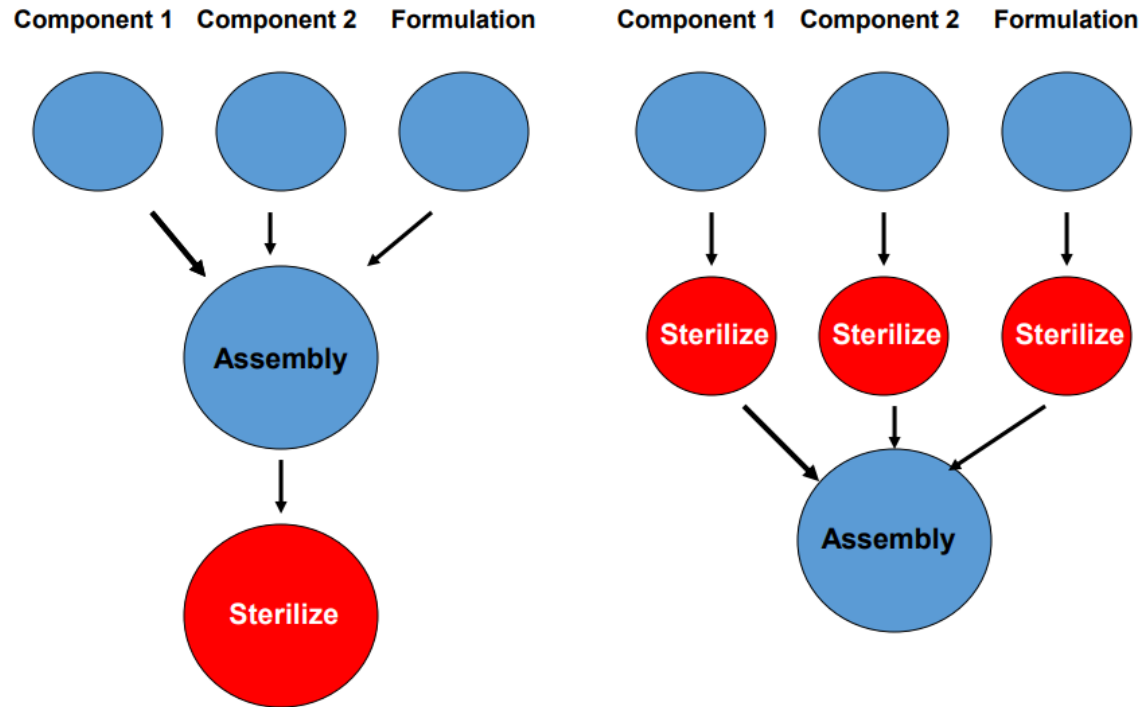 Component 1 Component 2 Formulation
Component 1 Component 2 Formulation
Sterilize Sterilize Sterilize
Assembly
Assembly
Sterilize